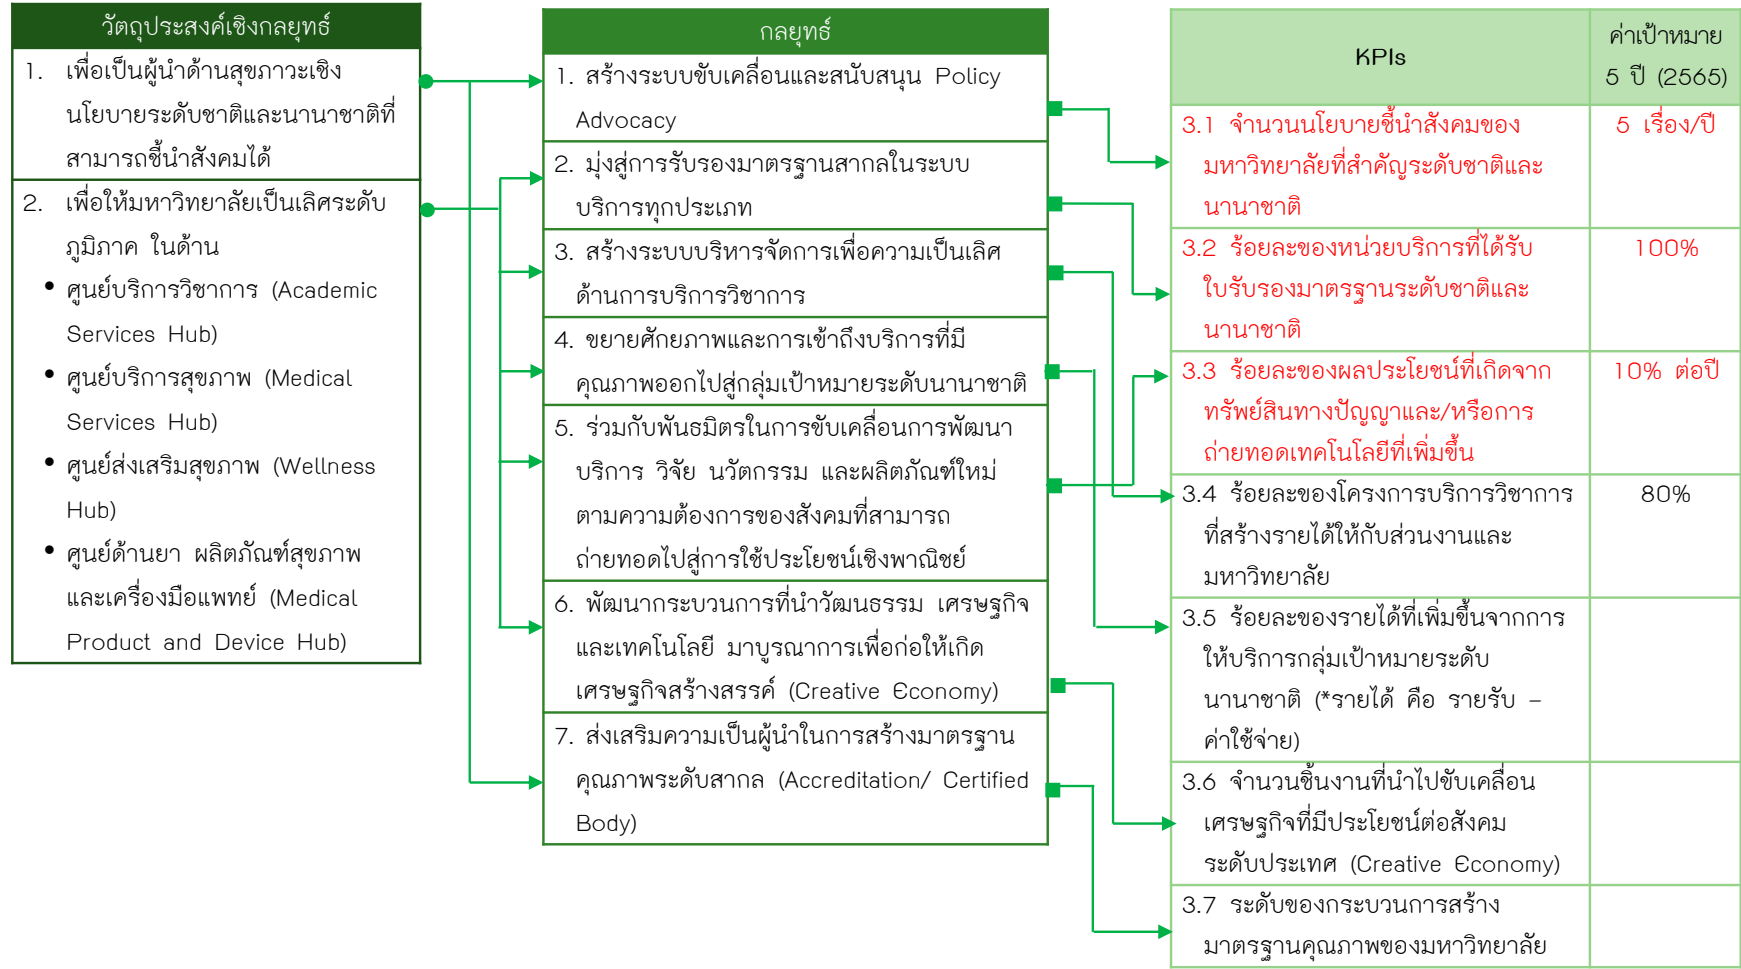 วัตถุประสงค์เชิงกลยุทธ์
1. เพื่อเป็นผู้นำด้านสุขภาวะเชิง
นโยบายระดับชาติและนานาชาติที่
สามารถชี้นำสังคมได้
2. เพื่อให้มหาวิทยาลัยเป็นเลิศระดับ
ภูมิภาค ในด้าน
• ศูนย์บริการวิชาการ (Academic
Services Hub)
• ศูนย์บริการสุขภาพ (Medical
Services Hub)
• ศูนย์ส่งเสริมสุขภาพ (Wellness
Hub)
• ศูนย์ด้านยา ผลิตภัณฑ์สุขภาพ
และเครื่องมือแพทย์ (Medical
Product and Device Hub)
กลยุทธ์
1. สร้างระบบขับเคลื่อนและสนับสนุน Policy
Advocacy
2. มุ่งสู่การรับรองมาตรฐานสากลในระบบ
บริการทุกประเภท
3. สร้างระบบบริหารจัดการเพื่อความเป็นเลิศ
ด้านการบริการวิชาการ
4. ขยายศักยภาพและการเข้าถึงบริการที่มี
คุณภาพออกไปสู่กลุ่มเป้าหมายระดับนานาชาติ
5. ร่วมกับพันธมิตรในการขับเคลื่อนการพัฒนา
บริการ วิจัย นวัตกรรม และผลิตภัณฑ์ใหม่
ตามความต้องการของสังคมที่สามารถ
ถ่ายทอดไปสู่การใช้ประโยชน์เชิงพาณิชย์
6. พัฒนากระบวนการที่นำวัฒนธรรม เศรษฐกิจ
และเทคโนโลยี มาบูรณาการเพื่อก่อให้เกิด
เศรษฐกิจสร้างสรรค์ (Creative Economy)
7. ส่งเสริมความเป็นผู้นำในการสร้างมาตรฐาน
คุณภาพระดับสากล (Accreditation/ Certified
Body)
KPIs
ค่าเป้าหมาย
5 ปี (2565)
3.1 จำนวนนโยบายชี้นำสังคมของ
มหาวิทยาลัยที่สำคัญระดับชาติและ
นานาชาติ
5 เรื่อง/ปี
3.2 ร้อยละของหน่วยบริการที่ได้รับ
ใบรับรองมาตรฐานระดับชาติและ
นานาชาติ
100%
3.3 ร้อยละของผลประโยชน์ที่เกิดจาก
ทรัพย์สินทางปัญญาและ/หรือการ
ถ่ายทอดเทคโนโลยีที่เพิ่มขึ้น
10% ต่อปี
3.4 ร้อยละของโครงการบริการวิชาการ
ที่สร้างรายได้ให้กับส่วนงานและ
มหาวิทยาลัย
80%
3.5 ร้อยละของรายได้ที่เพิ่มขึ้นจากการ
ให้บริการกลุ่มเป้าหมายระดับ
นานาชาติ (*รายได้ คือ รายรับ –
ค่าใช้จ่าย)
3.6 จำนวนชิ้นงานที่นำไปขับเคลื่อน
เศรษฐกิจที่มีประโยชน์ต่อสังคม
ระดับประเทศ (Creative Economy)
3.7 ระดับของกระบวนการสร้าง
มาตรฐานคุณภาพของมหาวิทยาลัย